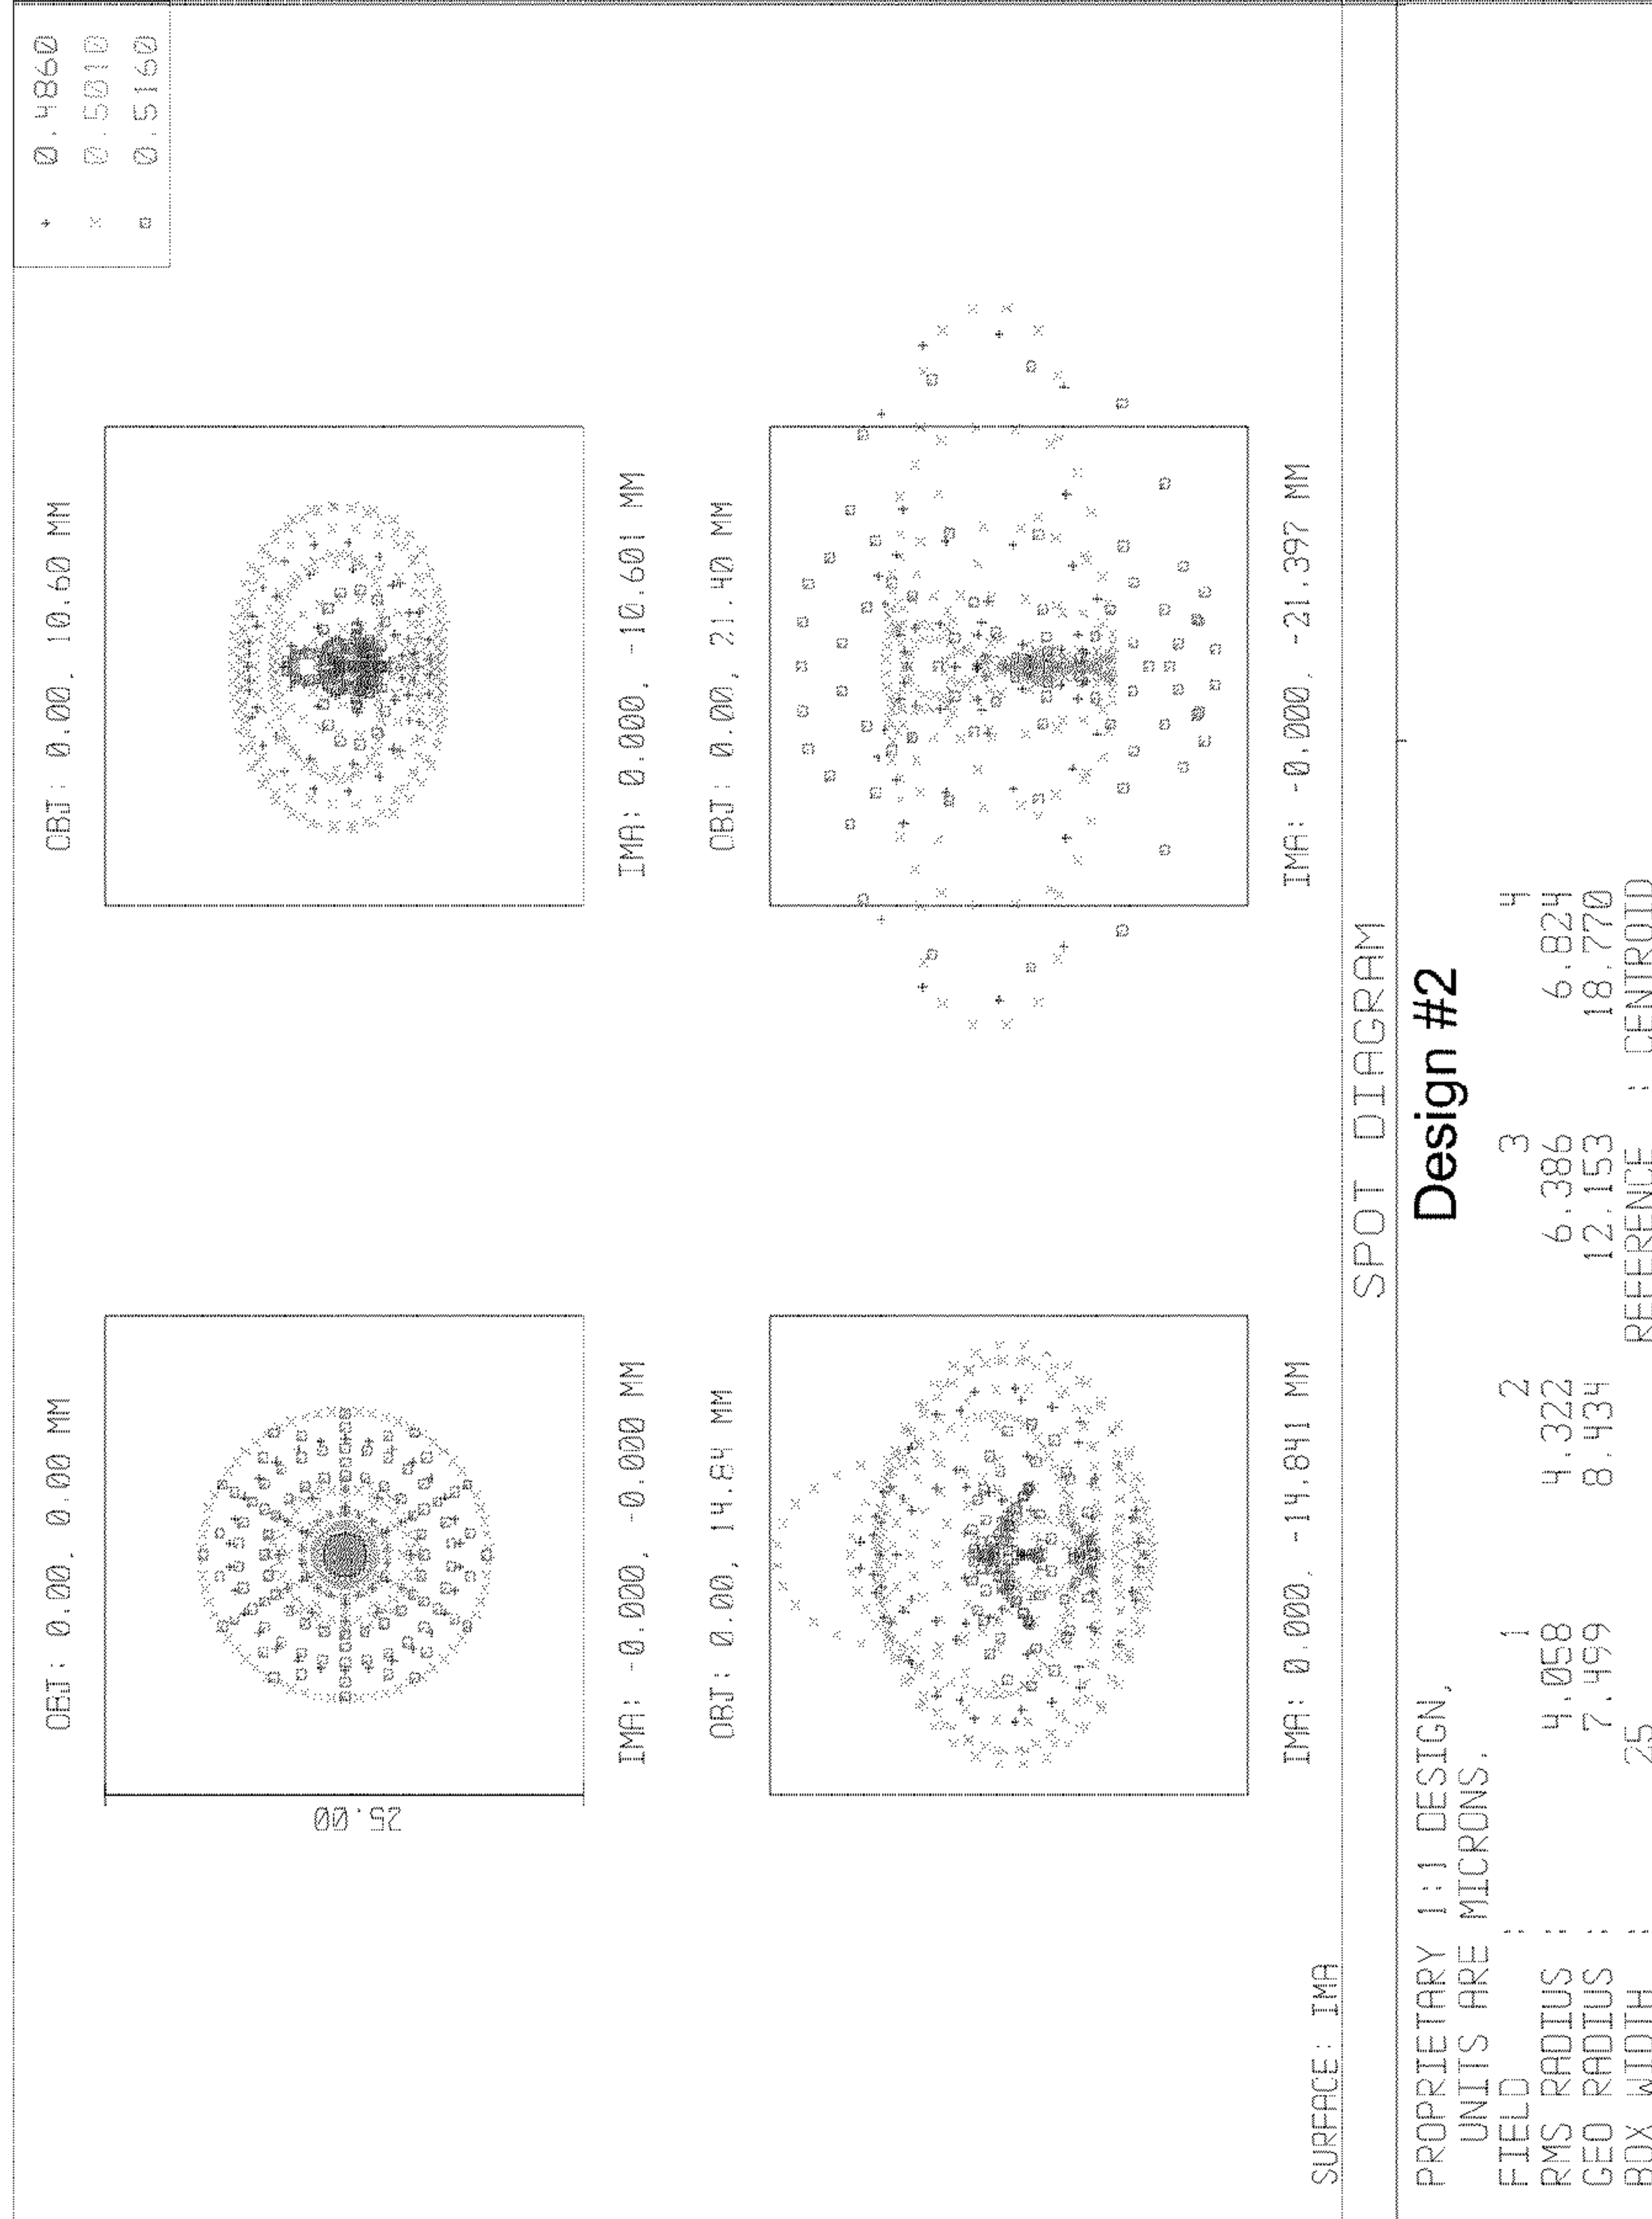 + 0.4860
× 0.5010
□ 0.5160
OBJ: 0.00, 0.00 MM
OBJ: 0.00, 10.60 MM
25.00
IMA: -0.000, -0.000 MM
IMA: 0.000, -10.601 MM
OBJ: 0.00, 14.84 MM
OBJ: 0.00, 21.40 MM
IMA: 0.000, -14.841 MM
IMA: -0.000, -21.397 MM
SURFACE: IMA
SPOT DIAGRAM
Design #2
PROPRIETARY 1:1 DESIGN,
UNITS ARE MICRONS.
FIELD : 1 2 3 4
RMS RADIUS : 4.058 4.322 6.386 6.824
GEO RADIUS : 7.499 8.434 12.153 18.770
BOX WIDTH : 25 REFERENCE : CENTROID